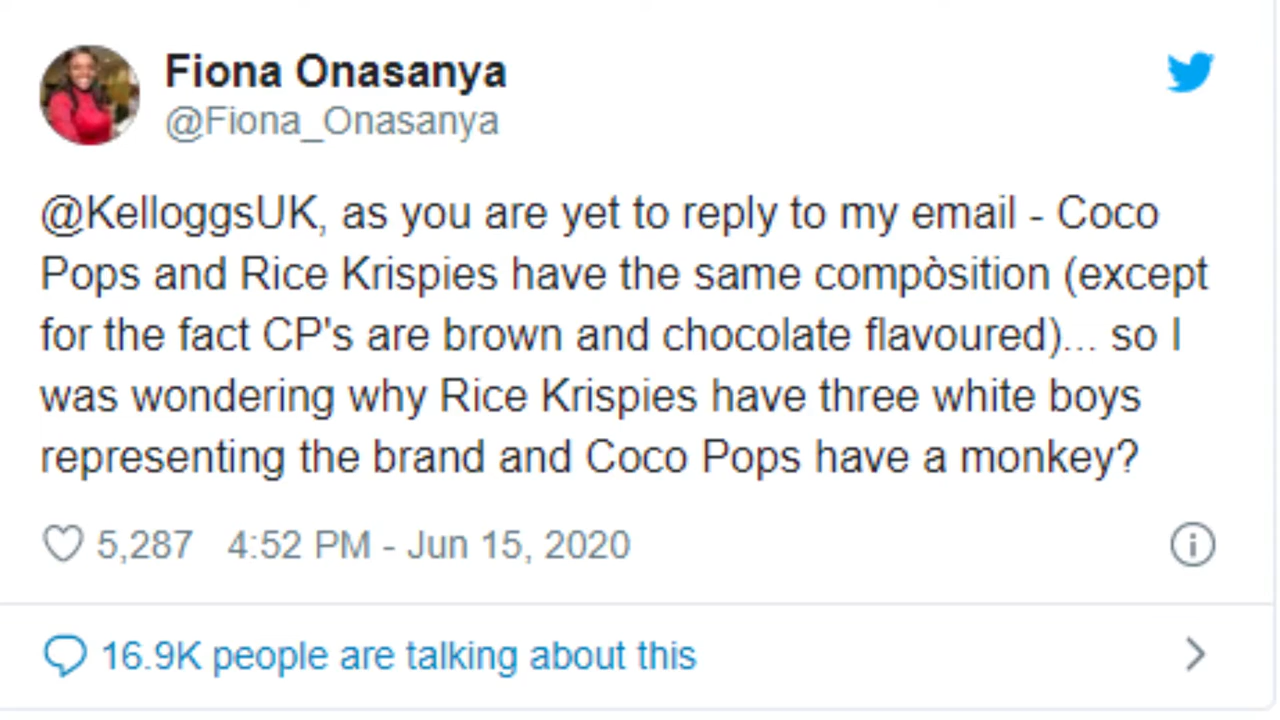 Fiona Onasanya
@Fiona_Onasanya
@KelloggsUK, as you are yet to reply to my email - Coco
Pops and Rice Krispies have the same compòsition (except
for the fact CP's are brown and chocolate flavoured)... so I
was wondering why Rice Krispies have three white boys
representing the brand and Coco Pops have a monkey?
5,287 4:52 PM - Jun 15, 2020
16.9K people are talking about this